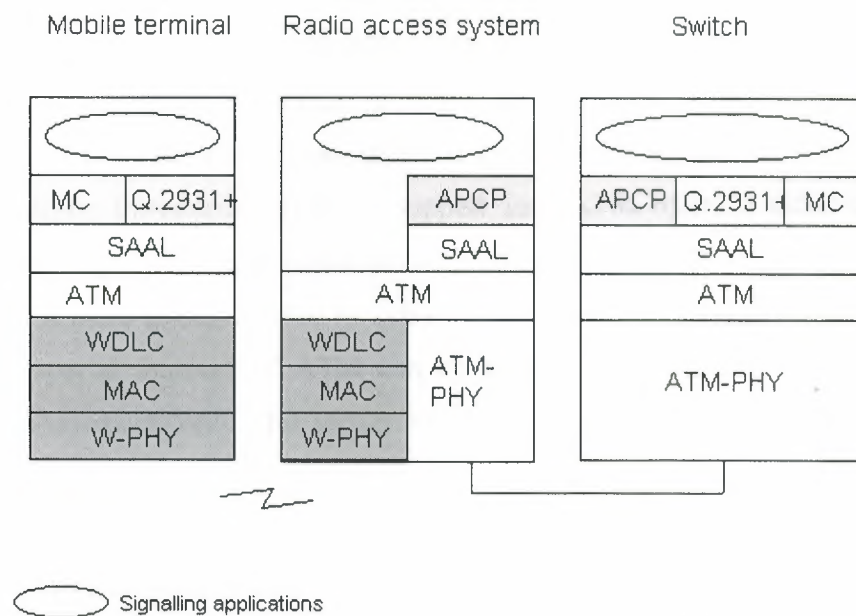 Mobile terminal Radio access system Switch
MC Q.2931+ APCP APCP Q.2931+ MC
SAAL SAAL SAAL
ATM ATM ATM
WDLC WDLC ATM-PHY ATM-PHY
MAC MAC
W-PHY W-PHY
Signalling applications